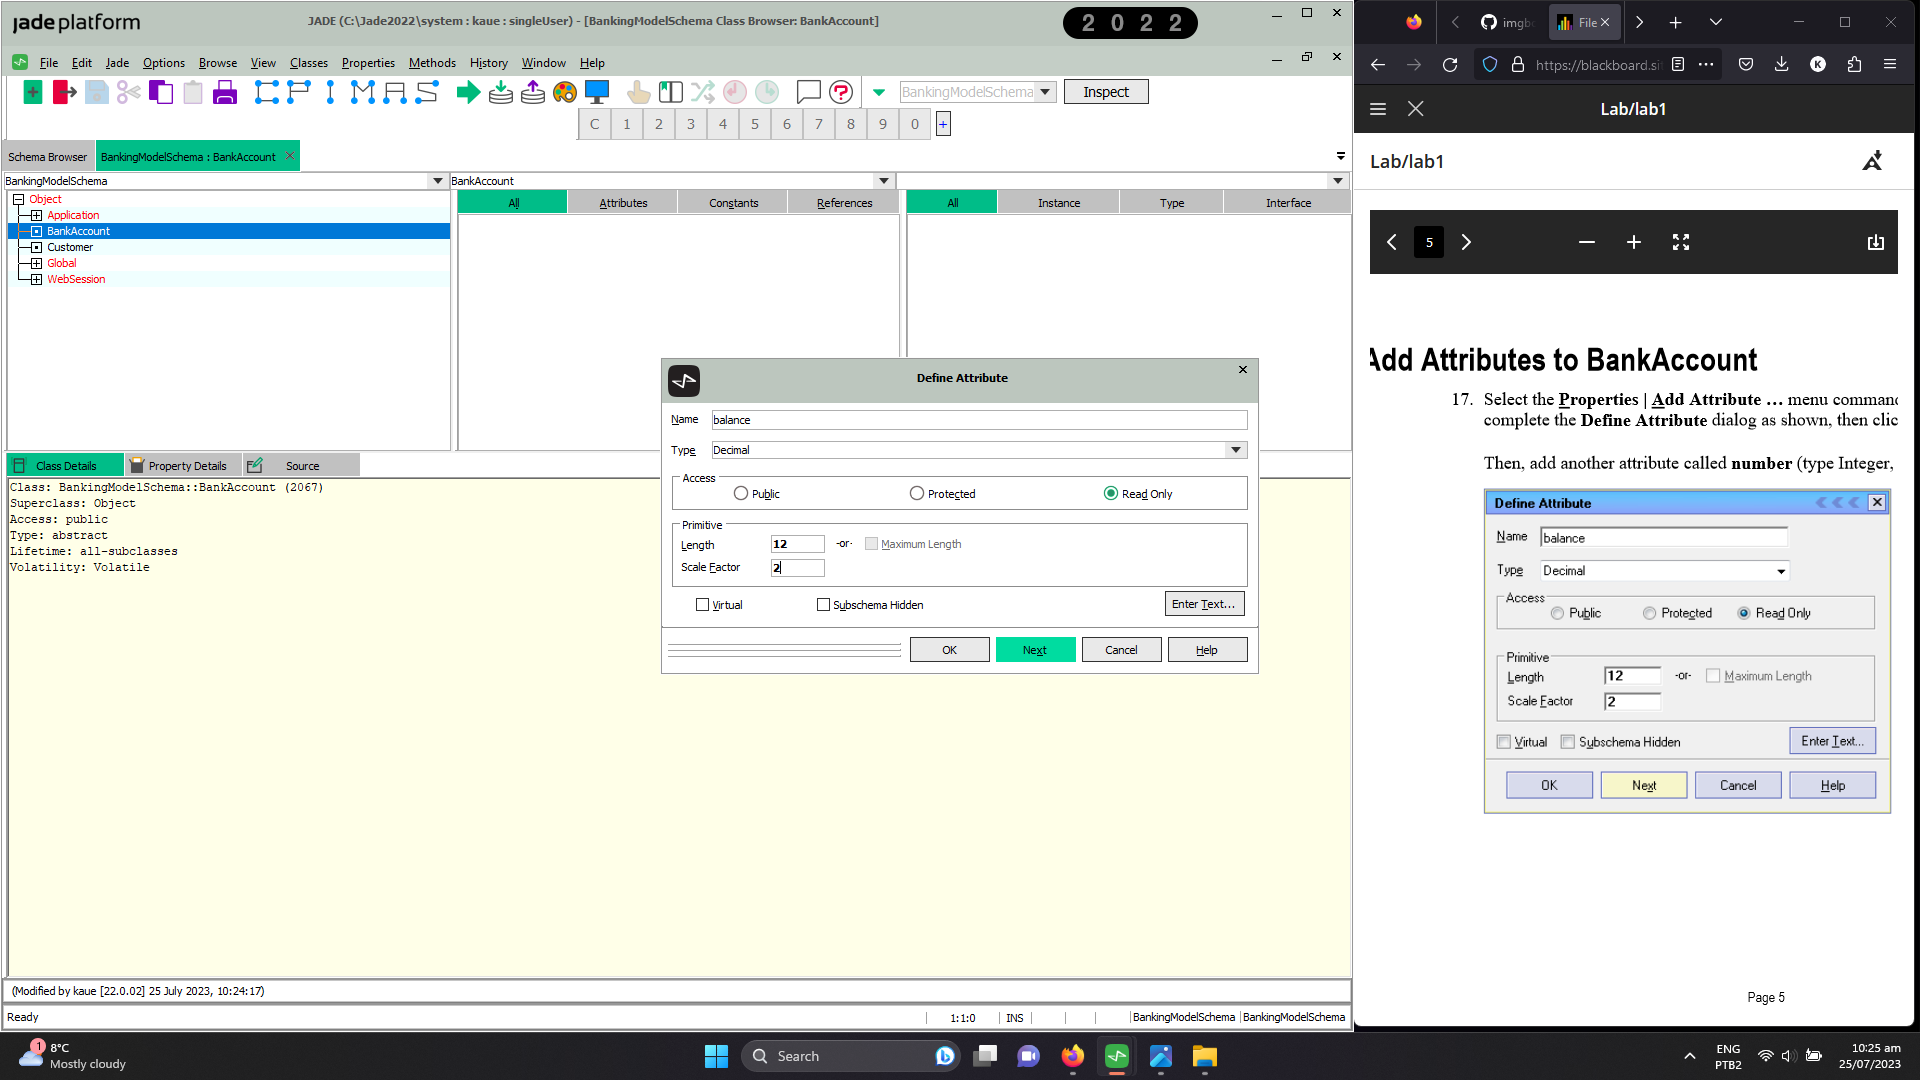 jade platform
JADE (C:\Jade2022\system : kaue : singleUser) - [BankingModelSchema Class Browser: BankAccount]
2 0 2 2
File Edit Jade Options Browse View Classes Properties Methods History Window Help
BankingModelSchema
Inspect
C 1 2 3 4 5 6 7 8 9 0 +
Schema Browser
BankingModelSchema : BankAccount
BankingModelSchema
BankAccount
Object
Application
BankAccount
Customer
Global
WebSession
All Attributes Constants References
All Instance Type Interface
Class Details
Property Details
Source
Class: BankingModelSchema::BankAccount (2067)
Superclass: Object
Access: public
Type: abstract
Lifetime: all-subclasses
Volatility: Volatile
Define Attribute
Name balance
Type Decimal
Access
Public Protected Read Only
Primitive
Length 12 -or- Maximum Length
Scale Factor 2
Virtual Subschema Hidden Enter Text...
OK Next Cancel Help
(Modified by kaue [22.0.02] 25 July 2023, 10:24:17)
Ready
1:1:0
INS
BankingModelSchema
BankingModelSchema
imgb
File
https://blackboard.si
K
Lab/lab1
Lab/lab1
5
Add Attributes to BankAccount
17. Select the Properties | Add Attribute … menu comman
complete the Define Attribute dialog as shown, then clic
Then, add another attribute called number (type Integer,
Define Attribute
Name balance
Type Decimal
Access
Public Protected Read Only
Primitive
Length 12 -or- Maximum Length
Scale Factor 2
Virtual Subschema Hidden Enter Text...
OK Next Cancel Help
Page 5
1
8°C
Mostly cloudy
Search
ENG
PTB2
10:25 am
25/07/2023